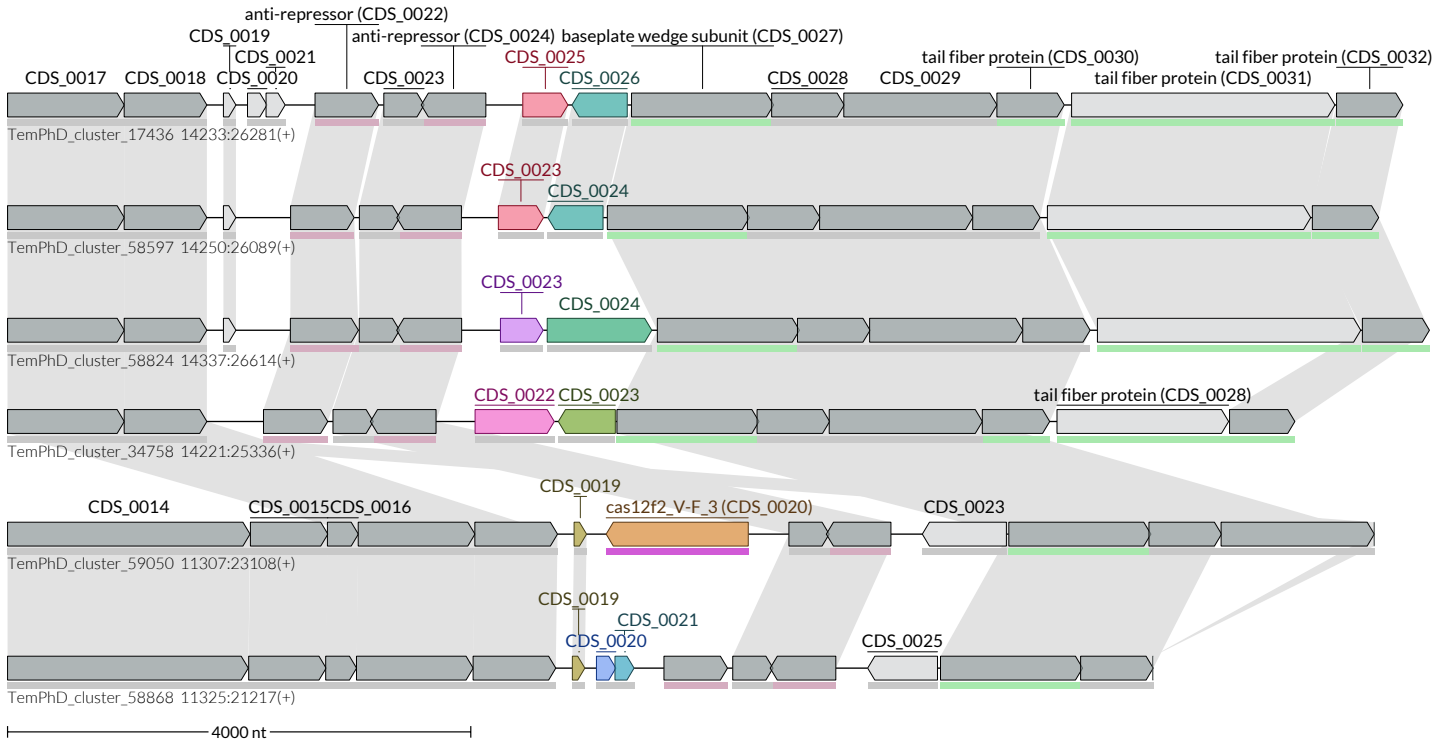 anti-repressor (CDS_0022)
CDS_0019 anti-repressor (CDS_0024) baseplate wedge subunit (CDS_0027)
CDS_0021 CDS_0025 tail fiber protein (CDS_0030) tail fiber protein (CDS_0032)
CDS_0017 CDS_0018 CDS_0020 CDS_0023 CDS_0026 CDS_0028 CDS_0029 tail fiber protein (CDS_0031)
TemPhD_cluster_17436 14233:26281(+)
CDS_0023
CDS_0024
TemPhD_cluster_58597 14250:26089(+)
CDS_0023
CDS_0024
TemPhD_cluster_58824 14337:26614(+)
CDS_0022 CDS_0023 tail fiber protein (CDS_0028)
TemPhD_cluster_34758 14221:25336(+)
CDS_0019
CDS_0014 CDS_0015 CDS_0016 cas12f2_V-F_3 (CDS_0020) CDS_0023
TemPhD_cluster_59050 11307:23108(+)
CDS_0019
CDS_0021
CDS_0020 CDS_0025
TemPhD_cluster_58868 11325:21217(+)
4000 nt